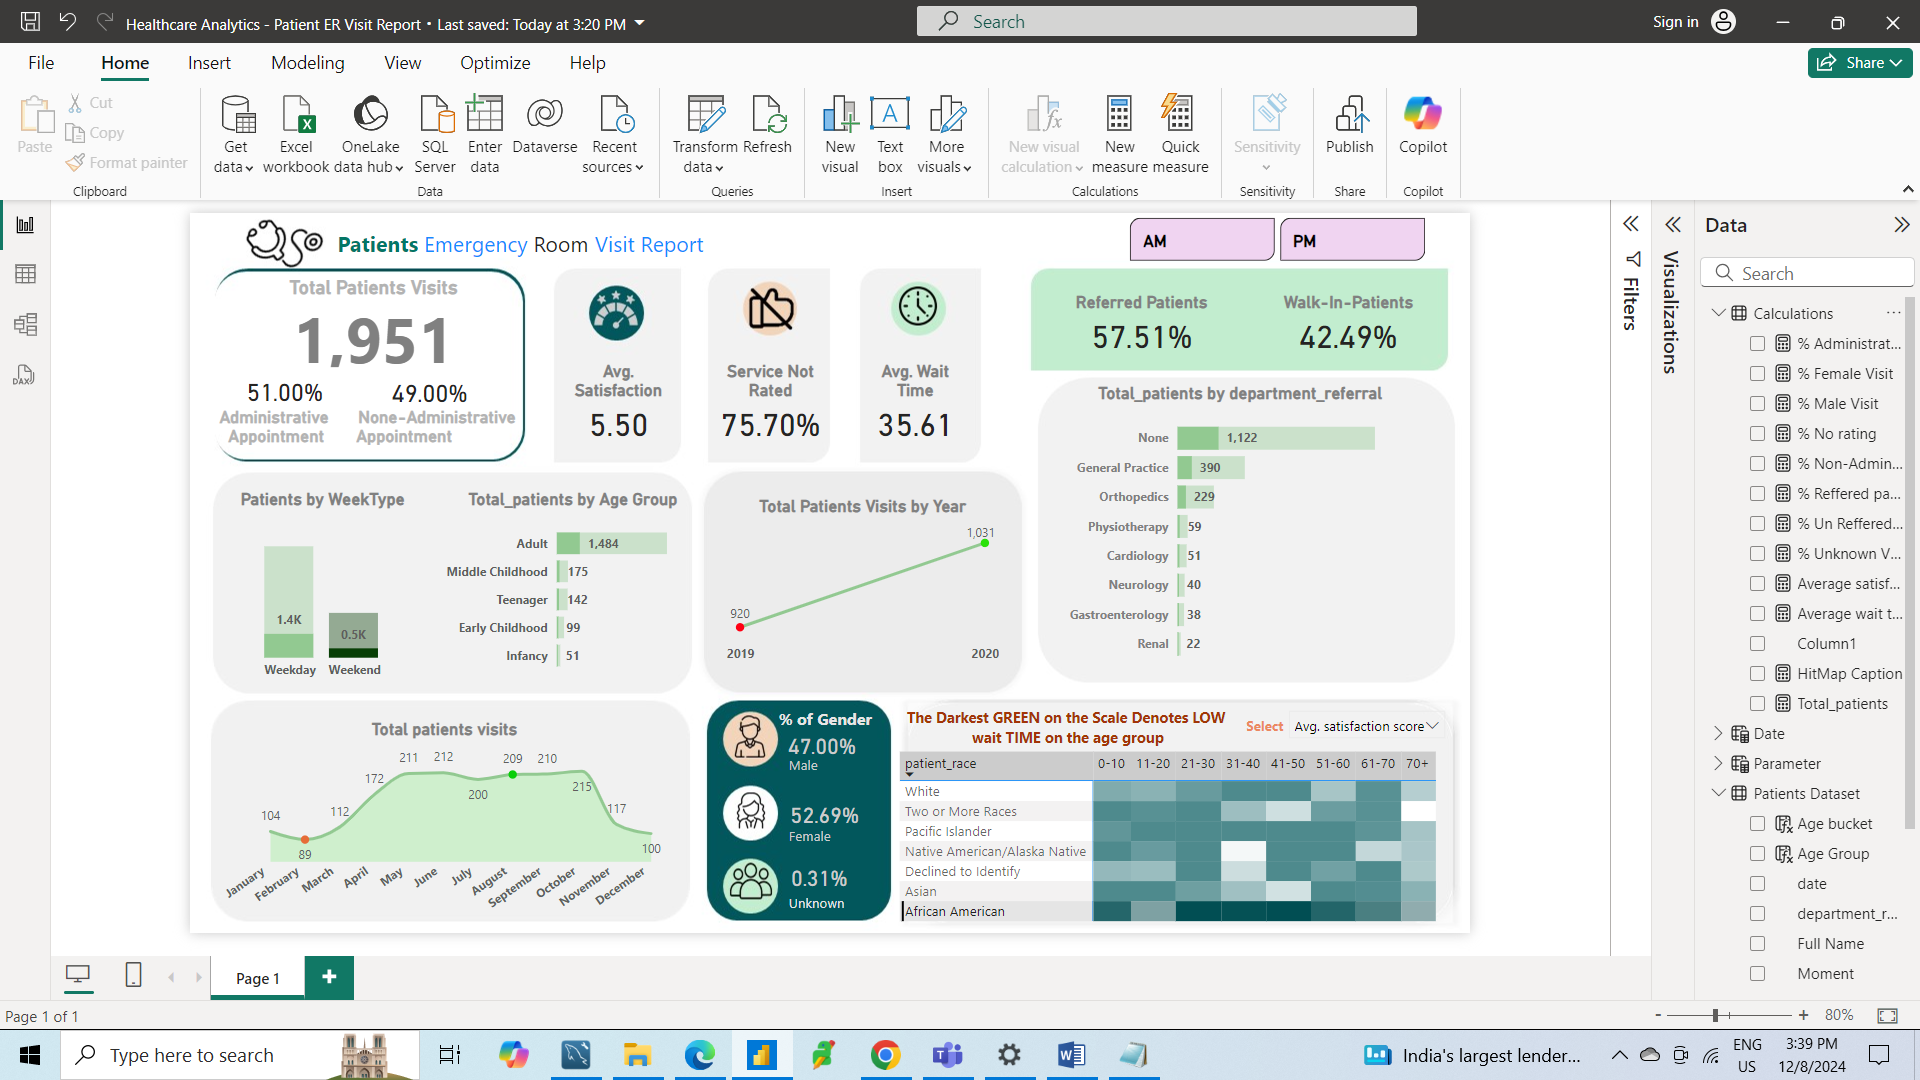 Healthcare Analytics - Patient ER Visit Report • Last saved: Today at 3:20 PM
Search
Sign in
File Home Insert Modeling View Optimize Help
Share
Paste
Cut
Copy
Format painter
Clipboard
Get data
Excel workbook
OneLake data hub
SQL Server
Enter data
Dataverse
Recent sources
Data
Transform data
Refresh
Queries
New visual
Text box
More visuals
Insert
New visual calculation
New measure
Quick measure
Calculations
Sensitivity
Sensitivity
Publish
Share
Copilot
Copilot
DAX
Patients Emergency Room Visit Report
AM
PM
Total Patients Visits
1,951
51.00%
Administrative
Appointment
49.00%
None-Administrative
Appointment
Avg.
Satisfaction
5.50
Service Not
Rated
75.70%
Avg. Wait
Time
35.61
Referred Patients
57.51%
Walk-In-Patients
42.49%
Total_patients by department_referral
None 1,122
General Practice 390
Orthopedics 229
Physiotherapy 59
Cardiology 51
Neurology 40
Gastroenterology 38
Renal 22
Patients by WeekType
1.4K
0.5K
Weekday Weekend
Total_patients by Age Group
Adult 1,484
Middle Childhood 175
Teenager 142
Early Childhood 99
Infancy 51
Total Patients Visits by Year
1,031
920
2019 2020
Total patients visits
104
89
112
172
211
212
200
209
210
215
117
100
January
February
March
April
May
June
July
August
September
October
November
December
% of Gender
47.00%
Male
52.69%
Female
0.31%
Unknown
The Darkest GREEN on the Scale Denotes LOW
wait TIME on the age group
Select
Avg. satisfaction score
patient_race 0-10 11-20 21-30 31-40 41-50 51-60 61-70 70+
White
Two or More Races
Pacific Islander
Native American/Alaska Native
Declined to Identify
Asian
African American
Filters
Visualizations
Data
Search
Calculations ...
% Administrat...
% Female Visit
% Male Visit
% No rating
% Non-Admin...
% Reffered pa...
% Un Reffered...
% Unknown V...
Average satisf...
Average wait t...
Column1
HitMap Caption
Total_patients
Date
Parameter
Patients Dataset
Age bucket
Age Group
date
department_r...
Full Name
Moment
Page 1
+
Page 1 of 1
- + 80%
Type here to search
India's largest lender...
ENG
US
3:39 PM
12/8/2024